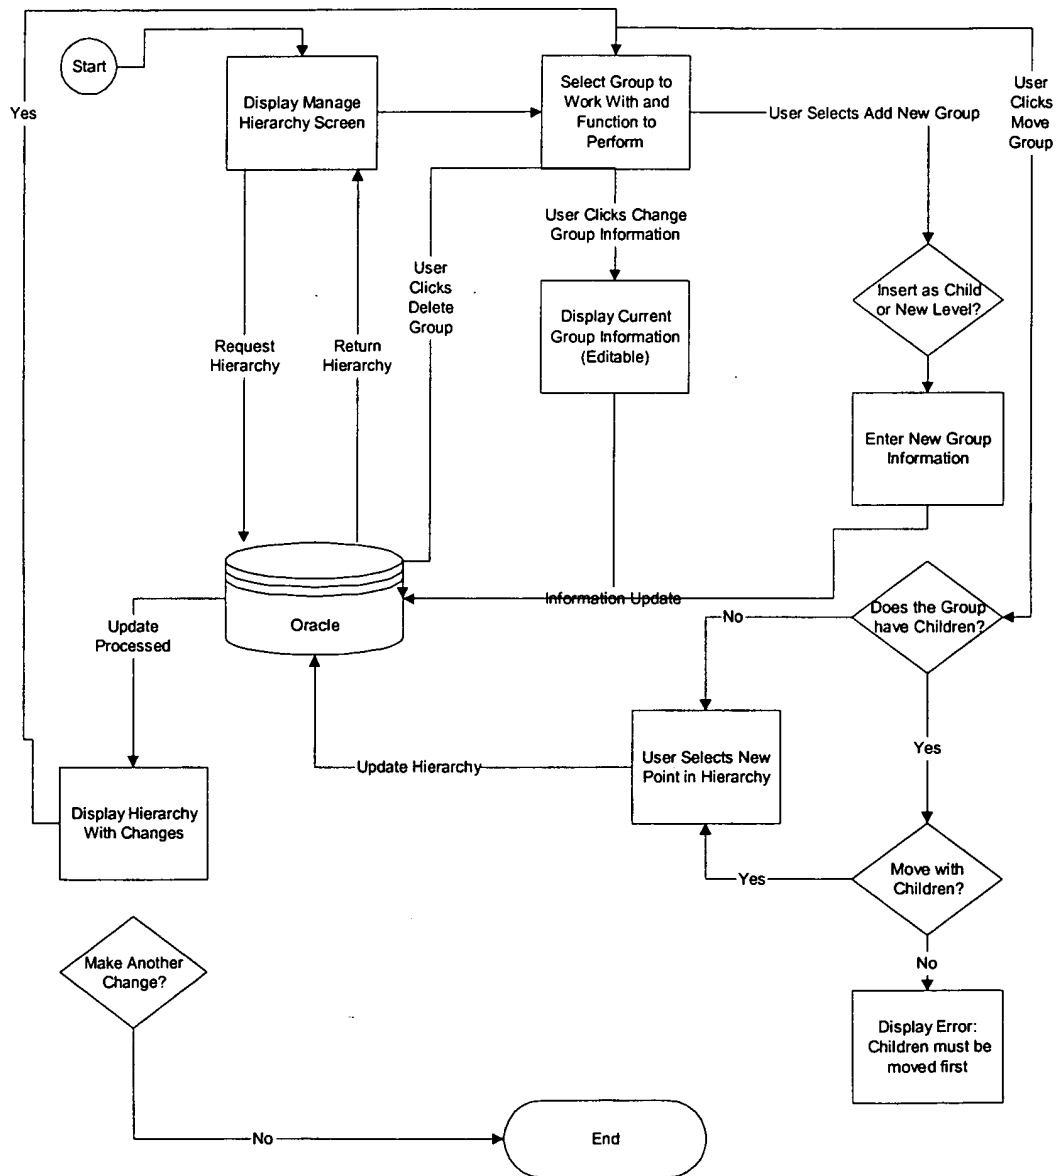 Start
Display Manage
Hierarchy Screen
Select Group to
Work With and
Function to
Perform
User
Clicks
Move
Group
Yes
User Selects Add New Group
User Clicks Change
Group Information
User
Clicks
Delete
Group
Insert as Child
or New Level?
Display Current
Group Information
(Editable)
Request
Hierarchy
Return
Hierarchy
Enter New Group
Information
Information Update
Oracle
Does the Group
have Children?
No
Update
Processed
Yes
User Selects New
Point in Hierarchy
Update Hierarchy
Display Hierarchy
With Changes
Move with
Children?
Yes
No
Make Another
Change?
Display Error:
Children must be
moved first
No
End